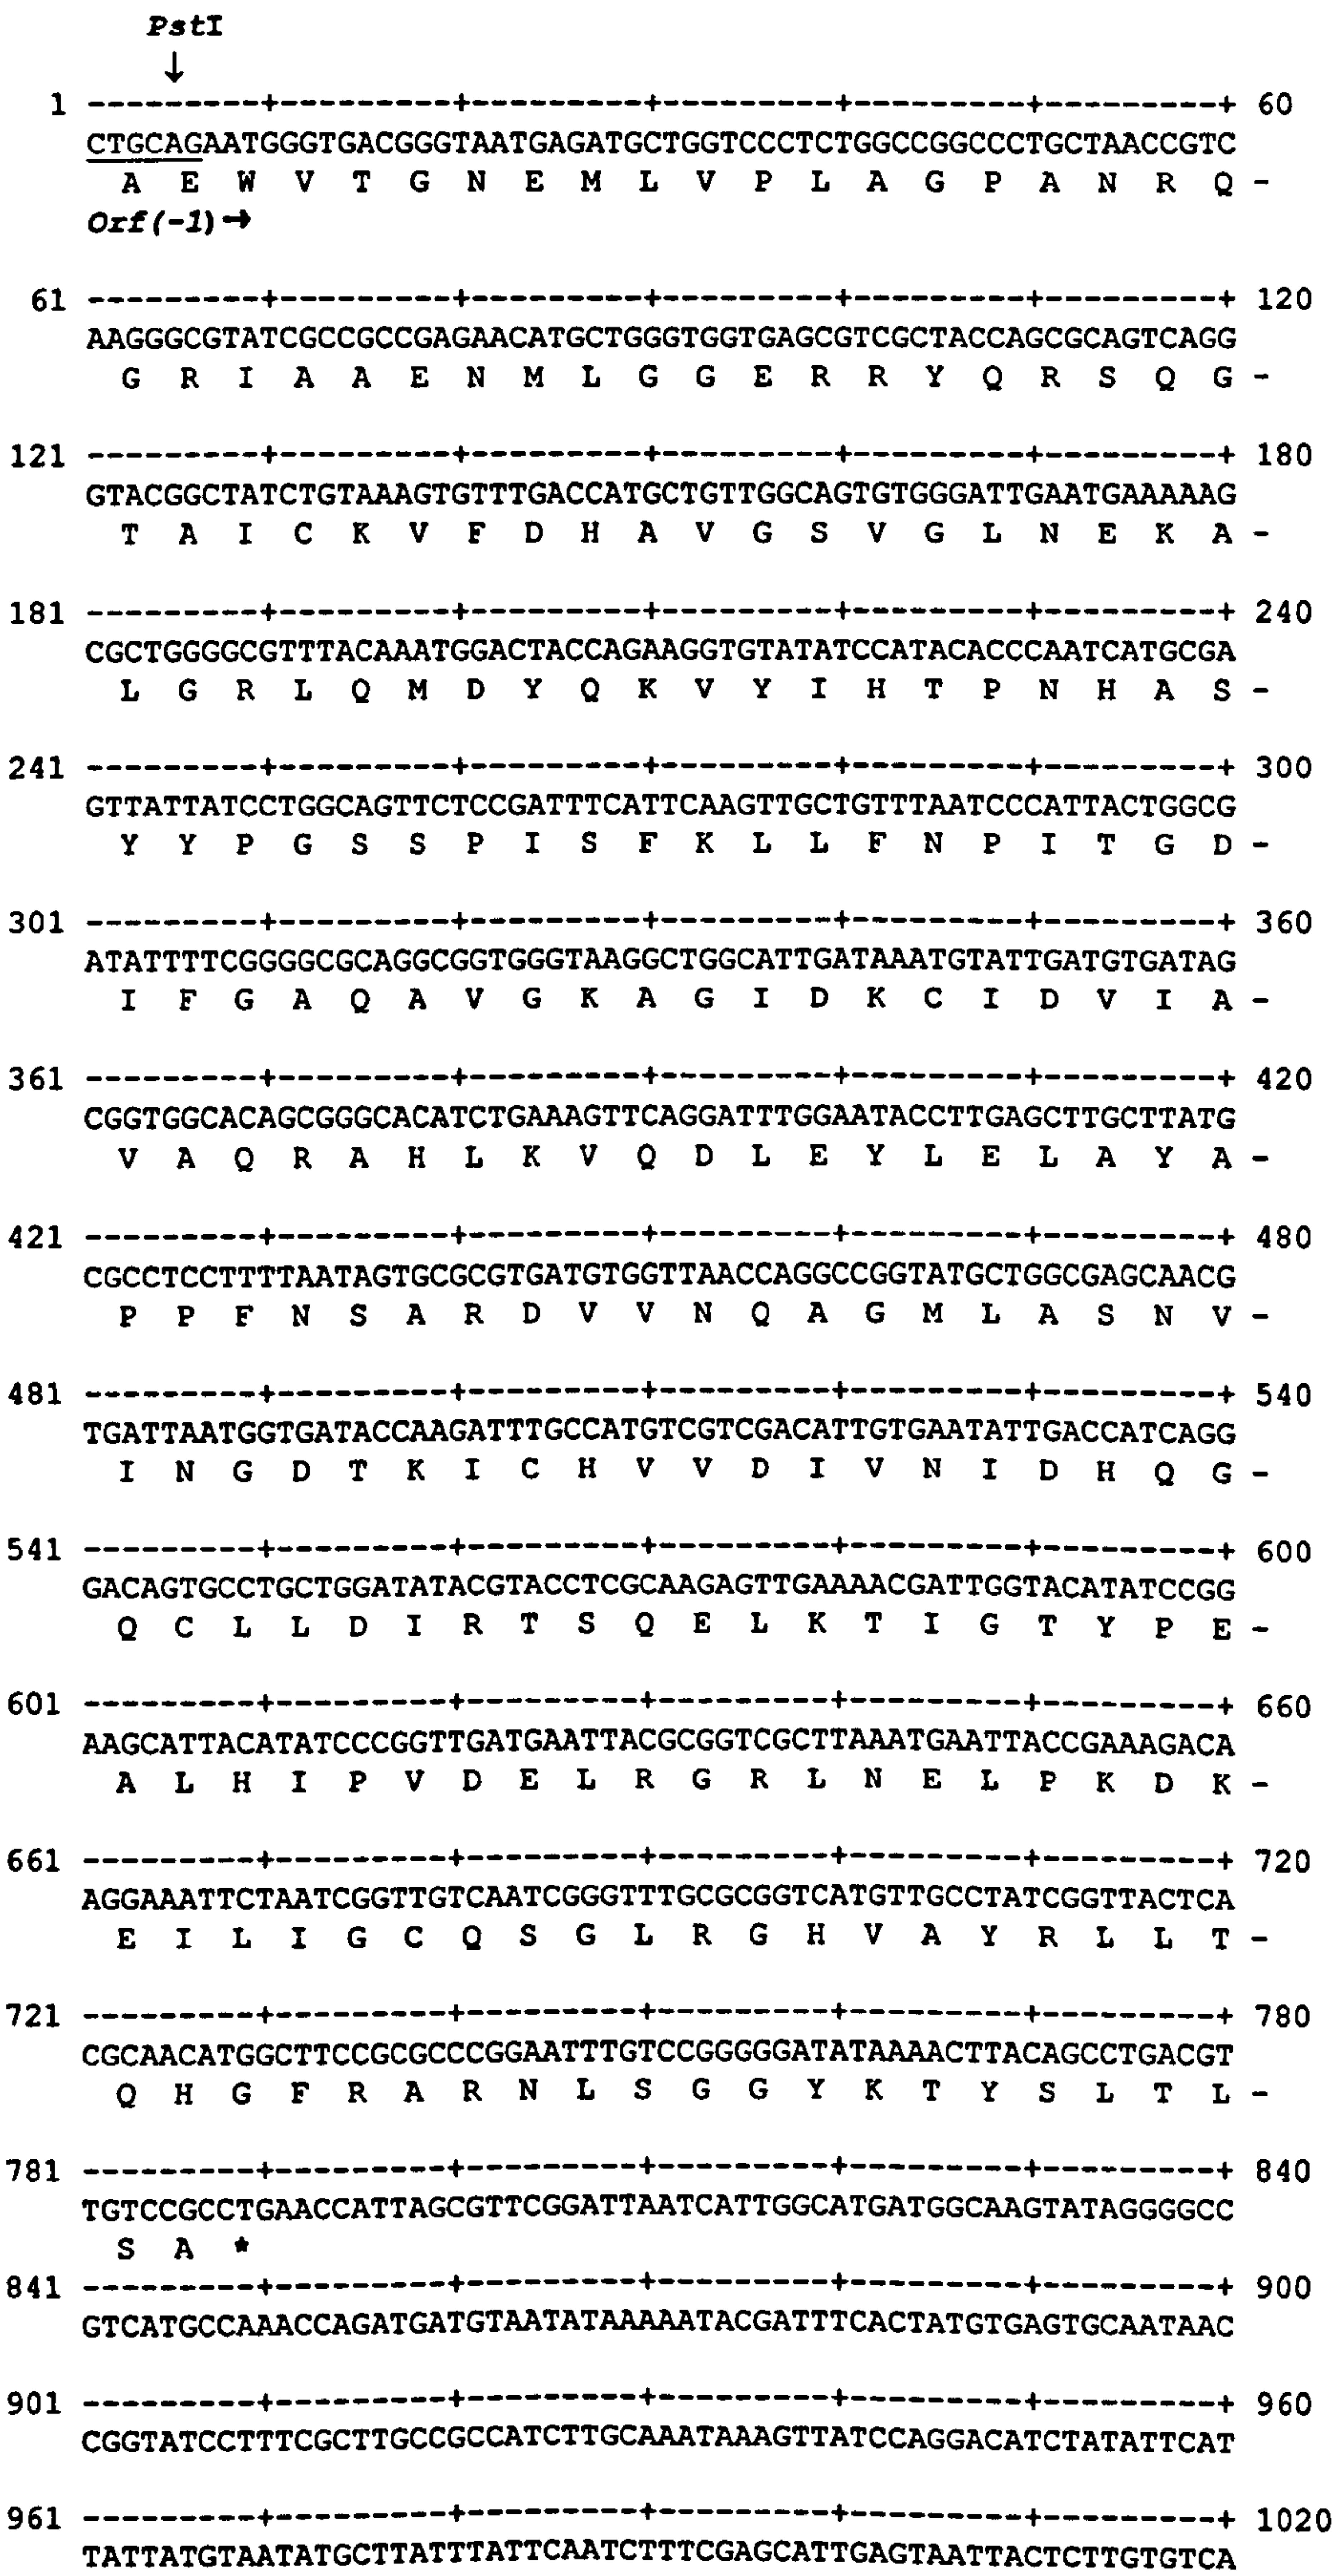 PstI
↓
1 ---------+---------+---------+---------+---------+---------+ 60
CTGCAGAATGGGTGACGGGTAATGAGATGCTGGTCCCTCTGGCCGGCCCTGCTAACCGTC
A E W V T G N E M L V P L A G P A N R Q -
Orf(-1)→
61 ---------+---------+---------+---------+---------+---------+ 120
AAGGGCGTATCGCCGCCGAGAACATGCTGGGTGGTGAGCGTCGCTACCAGCGCAGTCAGG
G R I A A E N M L G G E R R Y Q R S Q G -
121 ---------+---------+---------+---------+---------+---------+ 180
GTACGGCTATCTGTAAAGTGTTTGACCATGCTGTTGGCAGTGTGGGATTGAATGAAAAAG
T A I C K V F D H A V G S V G L N E K A -
181 ---------+---------+---------+---------+---------+---------+ 240
CGCTGGGGCGTTTACAAATGGACTACCAGAAGGTGTATATCCATACACCCAATCATGCGA
L G R L Q M D Y Q K V Y I H T P N H A S -
241 ---------+---------+---------+---------+---------+---------+ 300
GTTATTATCCTGGCAGTTCTCCGATTTCATTCAAGTTGCTGTTTAATCCCATTACTGGCG
Y Y P G S S P I S F K L L F N P I T G D -
301 ---------+---------+---------+---------+---------+---------+ 360
ATATTTTCGGGGCGCAGGCGGTGGGTAAGGCTGGCATTGATAAATGTATTGATGTGATAG
I F G A Q A V G K A G I D K C I D V I A -
361 ---------+---------+---------+---------+---------+---------+ 420
CGGTGGCACAGCGGGCACATCTGAAAGTTCAGGATTTGGAATACCTTGAGCTTGCTTATG
V A Q R A H L K V Q D L E Y L E L A Y A -
421 ---------+---------+---------+---------+---------+---------+ 480
CGCCTCCTTTTAATAGTGCGCGTGATGTGGTTAACCAGGCCGGTATGCTGGCGAGCAACG
P P F N S A R D V V N Q A G M L A S N V -
481 ---------+---------+---------+---------+---------+---------+ 540
TGATTAATGGTGATACCAAGATTTGCCATGTCGTCGACATTGTGAATATTGACCATCAGG
I N G D T K I C H V V D I V N I D H Q G -
541 ---------+---------+---------+---------+---------+---------+ 600
GACAGTGCCTGCTGGATATACGTACCTCGCAAGAGTTGAAAACGATTGGTACATATCCGG
Q C L L D I R T S Q E L K T I G T Y P E -
601 ---------+---------+---------+---------+---------+---------+ 660
AAGCATTACATATCCCGGTTGATGAATTACGCGGTCGCTTAAATGAATTACCGAAAGACA
A L H I P V D E L R G R L N E L P K D K -
661 ---------+---------+---------+---------+---------+---------+ 720
AGGAAATTCTAATCGGTTGTCAATCGGGTTTGCGCGGTCATGTTGCCTATCGGTTACTCA
E I L I G C Q S G L R G H V A Y R L L T -
721 ---------+---------+---------+---------+---------+---------+ 780
CGCAACATGGCTTCCGCGCCCGGAATTTGTCCGGGGGATATAAAACTTACAGCCTGACGT
Q H G F R A R N L S G G Y K T Y S L T L -
781 ---------+---------+---------+---------+---------+---------+ 840
TGTCCGCCTGAACCATTAGCGTTCGGATTAATCATTGGCATGATGGCAAGTATAGGGGCC
S A *
841 ---------+---------+---------+---------+---------+---------+ 900
GTCATGCCAAACCAGATGATGTAATATAAAAATACGATTTCACTATGTGAGTGCAATAAC
901 ---------+---------+---------+---------+---------+---------+ 960
CGGTATCCTTTCGCTTGCCGCCATCTTGCAAATAAAGTTATCCAGGACATCTATATTCAT
961 ---------+---------+---------+---------+---------+---------+ 1020
TATTATGTAATATGCTTATTTATTCAATCTTTCGAGCATTGAGTAATTACTCTTGTGTCA